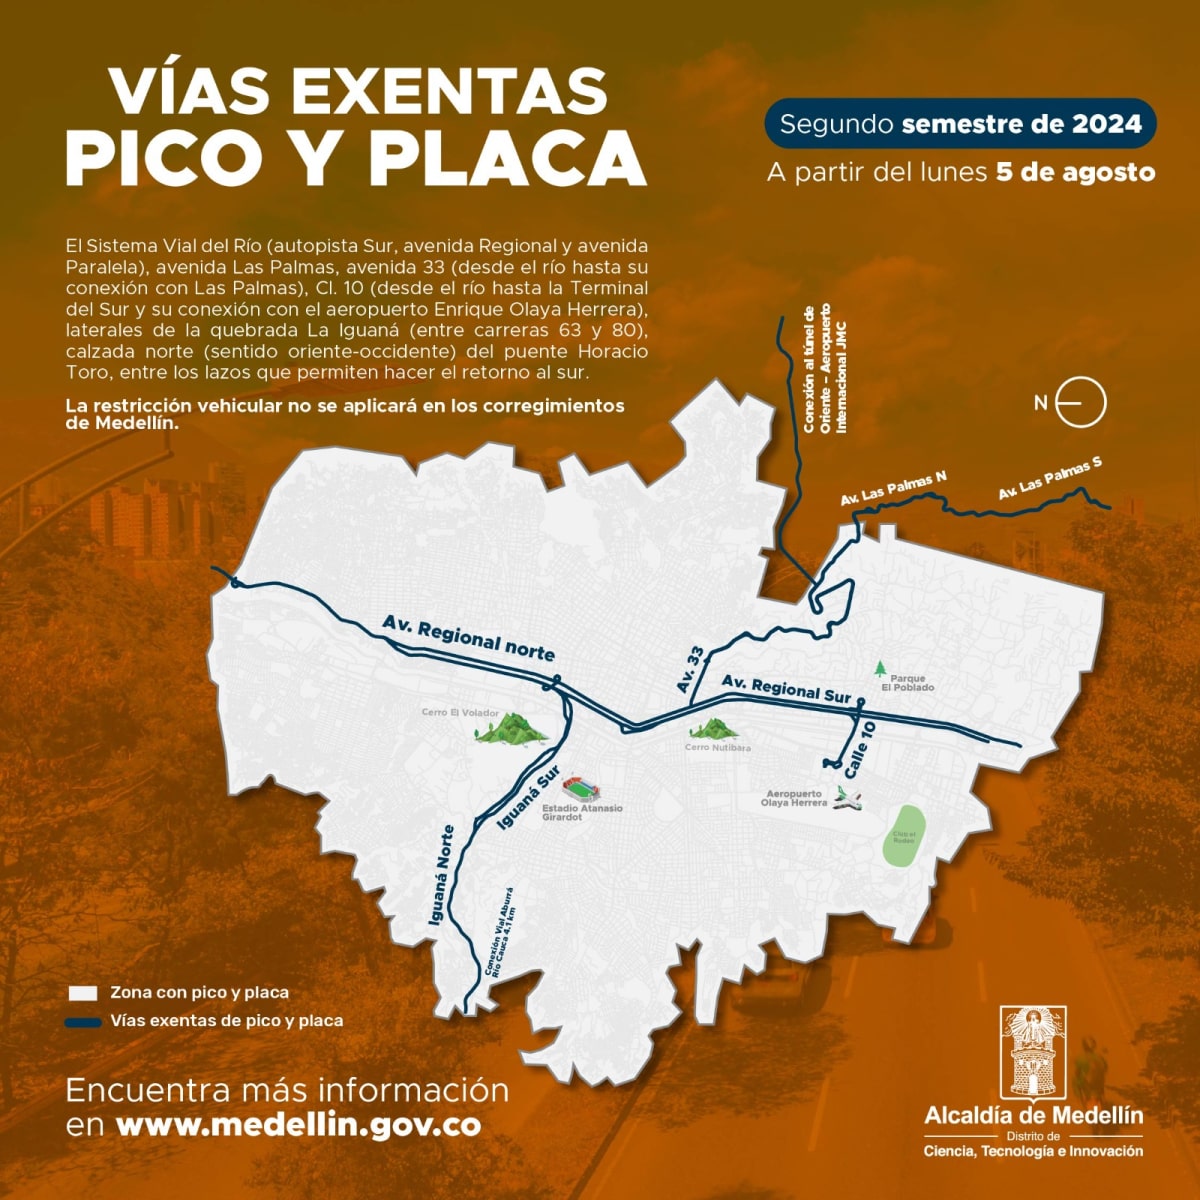 VÍAS EXENTAS
PICO Y PLACA
Segundo semestre de 2024
A partir del lunes 5 de agosto
El Sistema Vial del Río (autopista Sur, avenida Regional y avenida
Paralela), avenida Las Palmas, avenida 33 (desde el río hasta su
conexión con Las Palmas), Cl. 10 (desde el río hasta la Terminal
del Sur y su conexión con el aeropuerto Enrique Olaya Herrera),
laterales de la quebrada La Iguaná (entre carreras 63 y 80),
calzada norte (sentido oriente-occidente) del puente Horacio
Toro, entre los lazos que permiten hacer el retorno al sur.
La restricción vehicular no se aplicará en los corregimientos
de Medellín.
Conexión al túnel de
Oriente - Aeropuerto
Internacional JMC
N
Av. Las Palmas N
Av. Las Palmas S
Av. Regional norte
Av. 33
Av. Regional Sur
Parque
El Poblado
Cerro El Volador
Cerro Nutibara
Calle 10
Iguaná Sur
Estadio Atanasio
Girardot
Aeropuerto
Olaya Herrera
Club el
Rodeo
Iguaná Norte
Conexión Vial Aburrá
Río Cauca 4.1 km
Zona con pico y placa
Vías exentas de pico y placa
Encuentra más información
en www.medellin.gov.co
Alcaldía de Medellín
Distrito de
Ciencia, Tecnología e Innovación